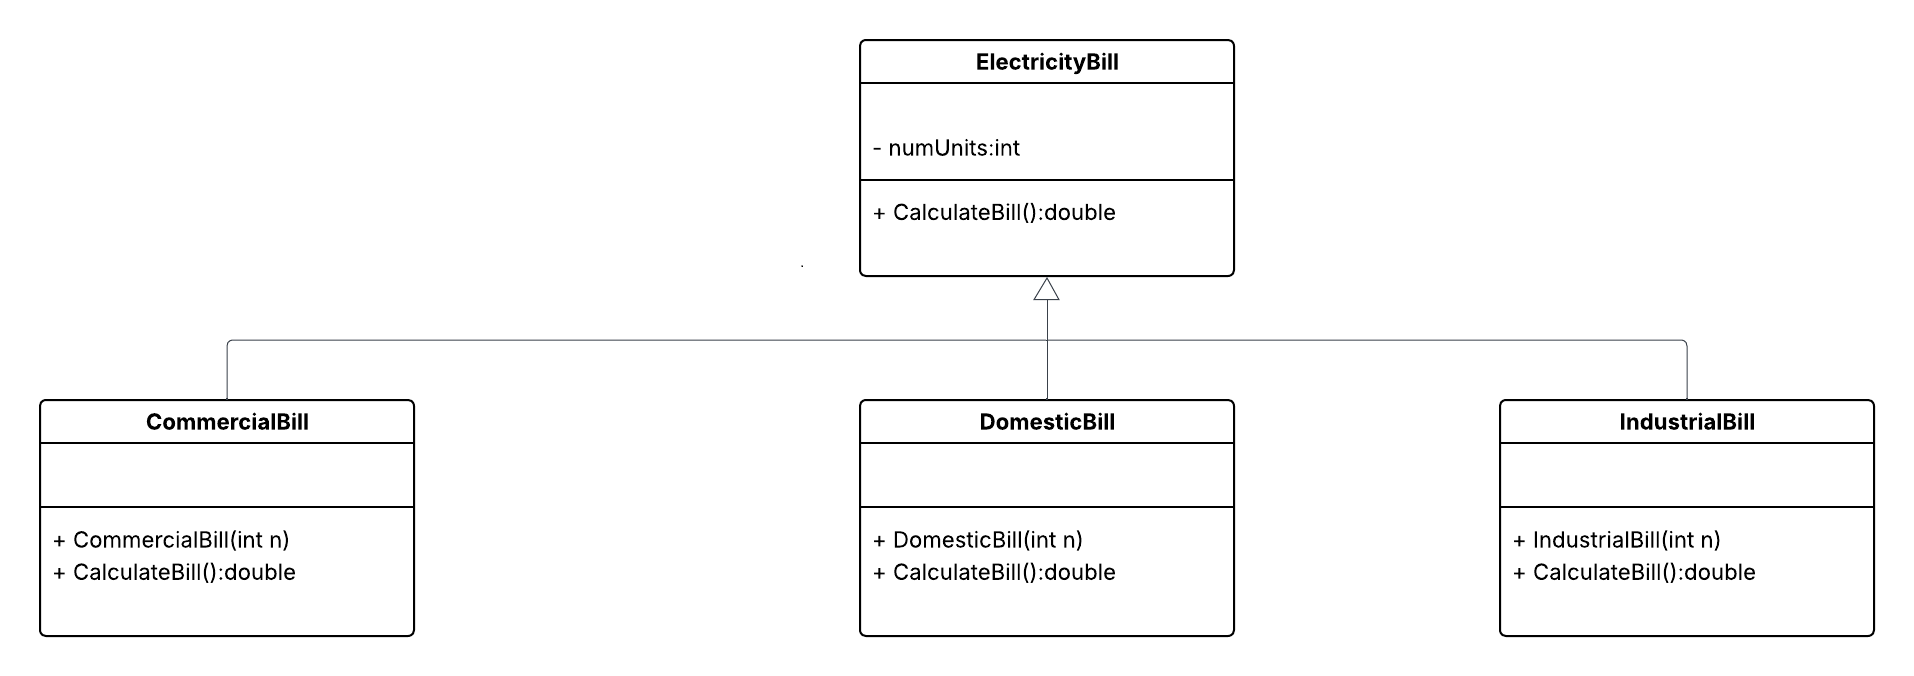 ElectricityBill
- numUnits:int
+ CalculateBill():double
.
CommercialBill
+ CommercialBill(int n)
+ CalculateBill():double
DomesticBill
+ DomesticBill(int n)
+ CalculateBill():double
IndustrialBill
+ IndustrialBill(int n)
+ CalculateBill():double